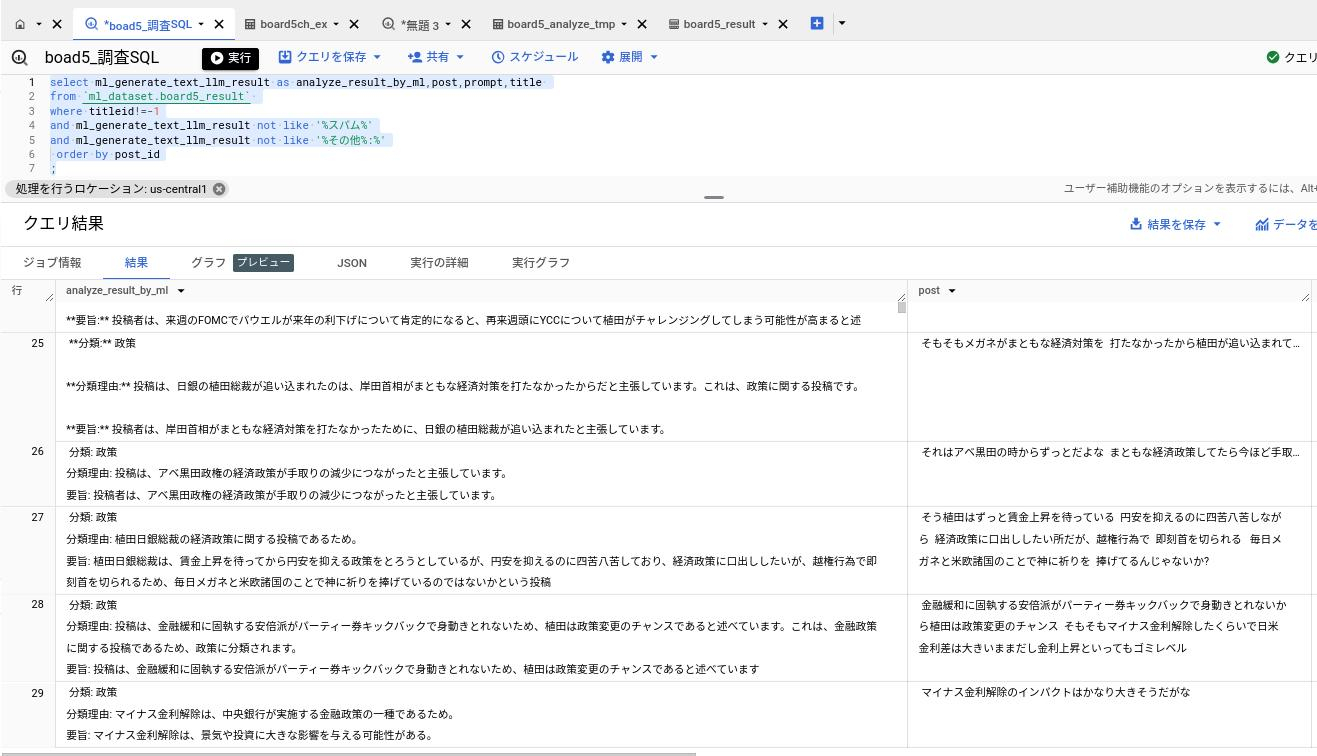 *boad5_調査SQL
board5ch_ex
*無題 3
board5_analyze_tmp
board5_result
boad5_調査SQL
実行
クエリを保存
共有
スケジュール
展開
クエリ
1 select ml_generate_text_llm_result as analyze_result_by_ml,post,prompt,title
2 from `ml_dataset.board5_result`
3 where titleid!=-1
4 and ml_generate_text_llm_result not like '%スパム%'
5 and ml_generate_text_llm_result not like '%その他%:%'
6 order by post_id
7 ;
処理を行うロケーション: us-central1
ユーザー補助機能のオプションを表示するには、Alt+
クエリ結果
結果を保存
データを
ジョブ情報
結果
グラフ
プレビュー
JSON
実行の詳細
実行グラフ
行
analyze_result_by_ml
post
**要旨:** 投稿者は、来週のFOMCでパウエルが来年の利下げについて肯定的になると、再来週頭にYCCについて植田がチャレンジングしてしまう可能性が高まると述
25
**分類:** 政策
**分類理由:** 投稿は、日銀の植田総裁が追い込まれたのは、岸田首相がまともな経済対策を打たなかったからだと主張しています。これは、政策に関する投稿です。
**要旨:** 投稿者は、岸田首相がまともな経済対策を打たなかったために、日銀の植田総裁が追い込まれたと主張しています。
そもそもメガネがまともな経済対策を 打たなかったから植田が追い込まれて…
26
分類: 政策
分類理由: 投稿は、アベ黒田政権の経済政策が手取りの減少につながったと主張しています。
要旨: 投稿者は、アベ黒田政権の経済政策が手取りの減少につながったと主張しています。
それはアベ黒田の時からずっとだよな まともな経済政策してたら今ほど手取…
27
分類: 政策
分類理由: 植田日銀総裁の経済政策に関する投稿であるため。
要旨: 植田日銀総裁は、賃金上昇を待ってから円安を抑える政策をとろうとしているが、円安を抑えるのに四苦八苦しており、経済政策に口出ししたいが、越権行為で即
刻首を切られるため、毎日メガネと米欧諸国のことで神に祈りを捧げているのではないかという投稿
そう植田はずっと賃金上昇を待っている 円安を抑えるのに四苦八苦しなが
ら 経済政策に口出ししたい所だが、越権行為で 即刻首を切られる 毎日メ
ガネと米欧諸国のことで神に祈りを 捧げてるんじゃないか?
28
分類: 政策
分類理由: 投稿は、金融緩和に固執する安倍派がパーティー券キックバックで身動きとれないため、植田は政策変更のチャンスであると述べています。これは、金融政策
に関する投稿であるため、政策に分類されます。
要旨: 投稿は、金融緩和に固執する安倍派がパーティー券キックバックで身動きとれないため、植田は政策変更のチャンスであると述べています
金融緩和に固執する安倍派がパーティー券キックバックで身動きとれないか
ら植田は政策変更のチャンス そもそもマイナス金利解除したくらいで日米
金利差は大きいままだし金利上昇といってもゴミレベル
29
分類: 政策
分類理由: マイナス金利解除は、中央銀行が実施する金融政策の一種であるため。
要旨: マイナス金利解除は、景気や投資に大きな影響を与える可能性がある。
マイナス金利解除のインパクトはかなり大きそうだがな